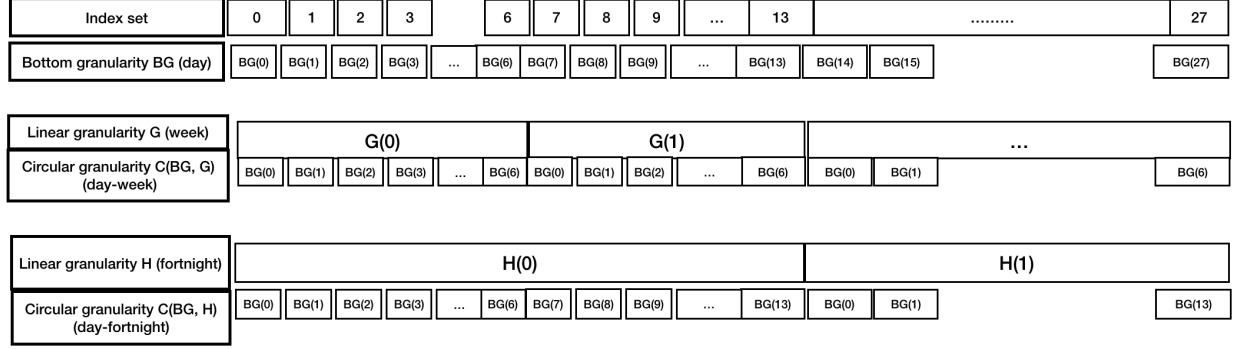 Index set 0 1 2 3 6 7 8 9 ... 13 ......... 27
Bottom granularity BG (day) BG(0) BG(1) BG(2) BG(3) ... BG(6) BG(7) BG(8) BG(9) ... BG(13) BG(14) BG(15) BG(27)
Linear granularity G (week) G(0) G(1) ...
Circular granularity C(BG, G)
(day-week)
BG(0) BG(1) BG(2) BG(3) ... BG(6) BG(0) BG(1) BG(2) ... BG(6) BG(0) BG(1) BG(6)
Linear granularity H (fortnight) H(0) H(1)
Circular granularity C(BG, H)
(day-fortnight)
BG(0) BG(1) BG(2) BG(3) ... BG(6) BG(7) BG(8) BG(9) ... BG(13) BG(0) BG(1) BG(13)